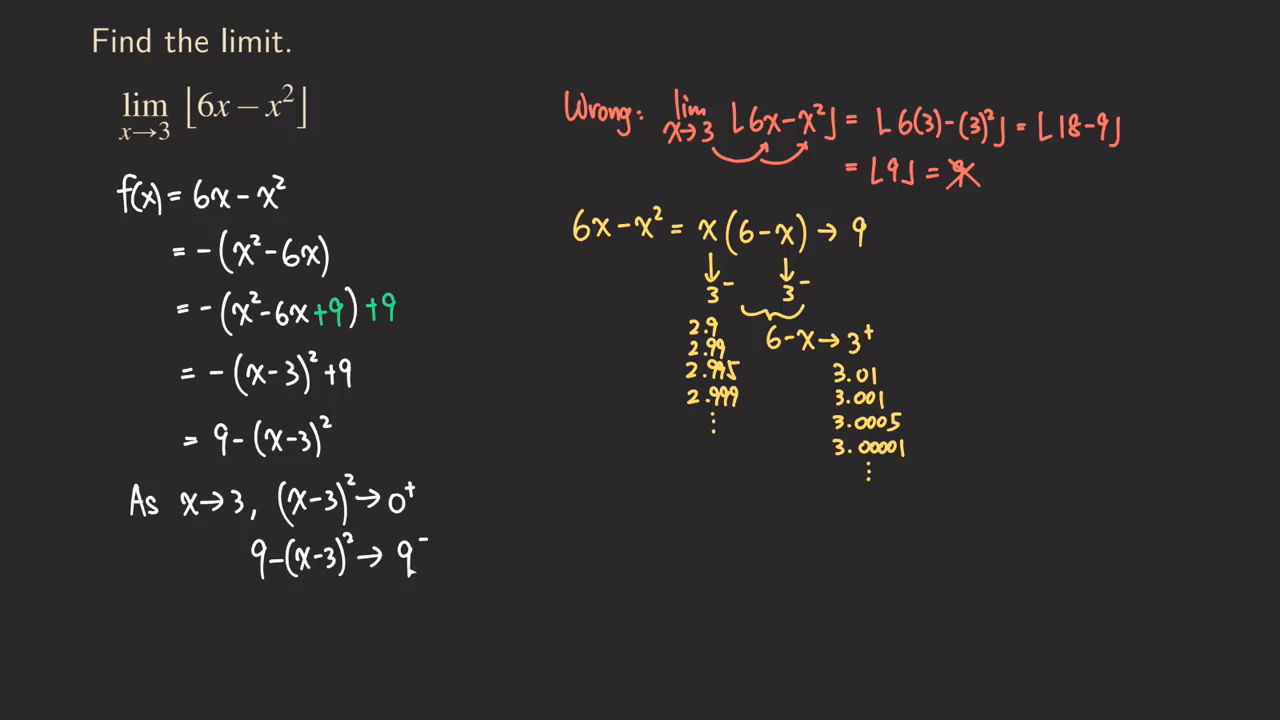 Find the limit.
lim x→3 ⌊6x − x²⌋
f(x) = 6x − x²
= −(x² − 6x)
= −(x² − 6x + 9) + 9
= −(x − 3)² + 9
= 9 − (x − 3)²
As x → 3, (x − 3)² → 0⁺
9 − (x − 3)² → 9⁻
Wrong: lim x→3 ⌊6x − x²⌋ = ⌊6(3) − (3)²⌋ = ⌊18 − 9⌋
= ⌊9⌋ = 9
6x − x² = x(6 − x) → 9
↓ ↓
3⁻ 3⁻
6 − x → 3⁺
2.9
2.99
2.995
2.999
⋮
3.01
3.001
3.0005
3.00001
⋮